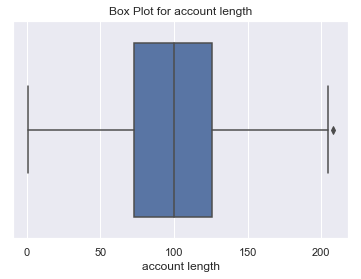 Box Plot for account length
0 50 100 150 200
account length